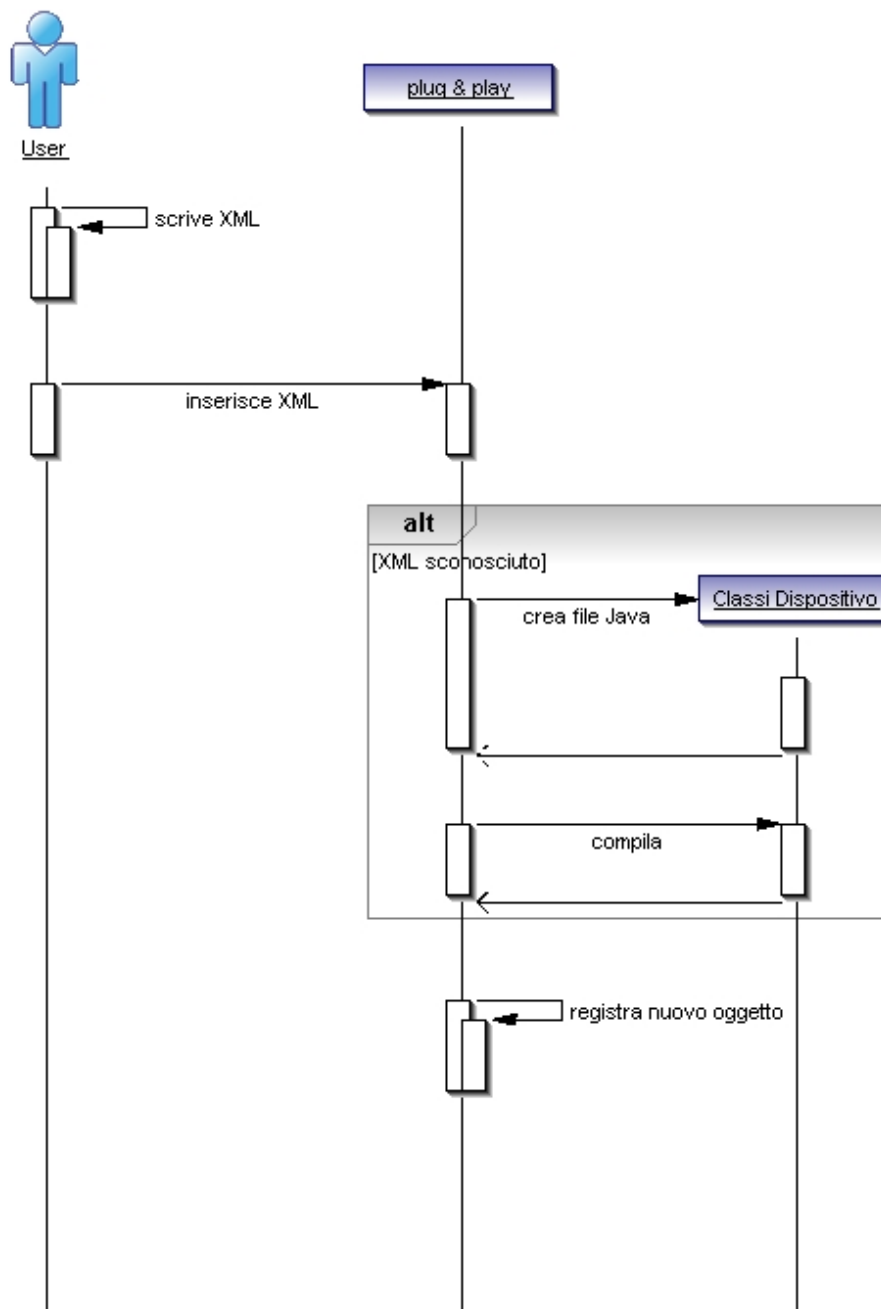 plug & play
User
scrive XML
inserisce XML
alt
[XML sconosciuto]
crea file Java
Classi Dispositivo
compila
registra nuovo oggetto